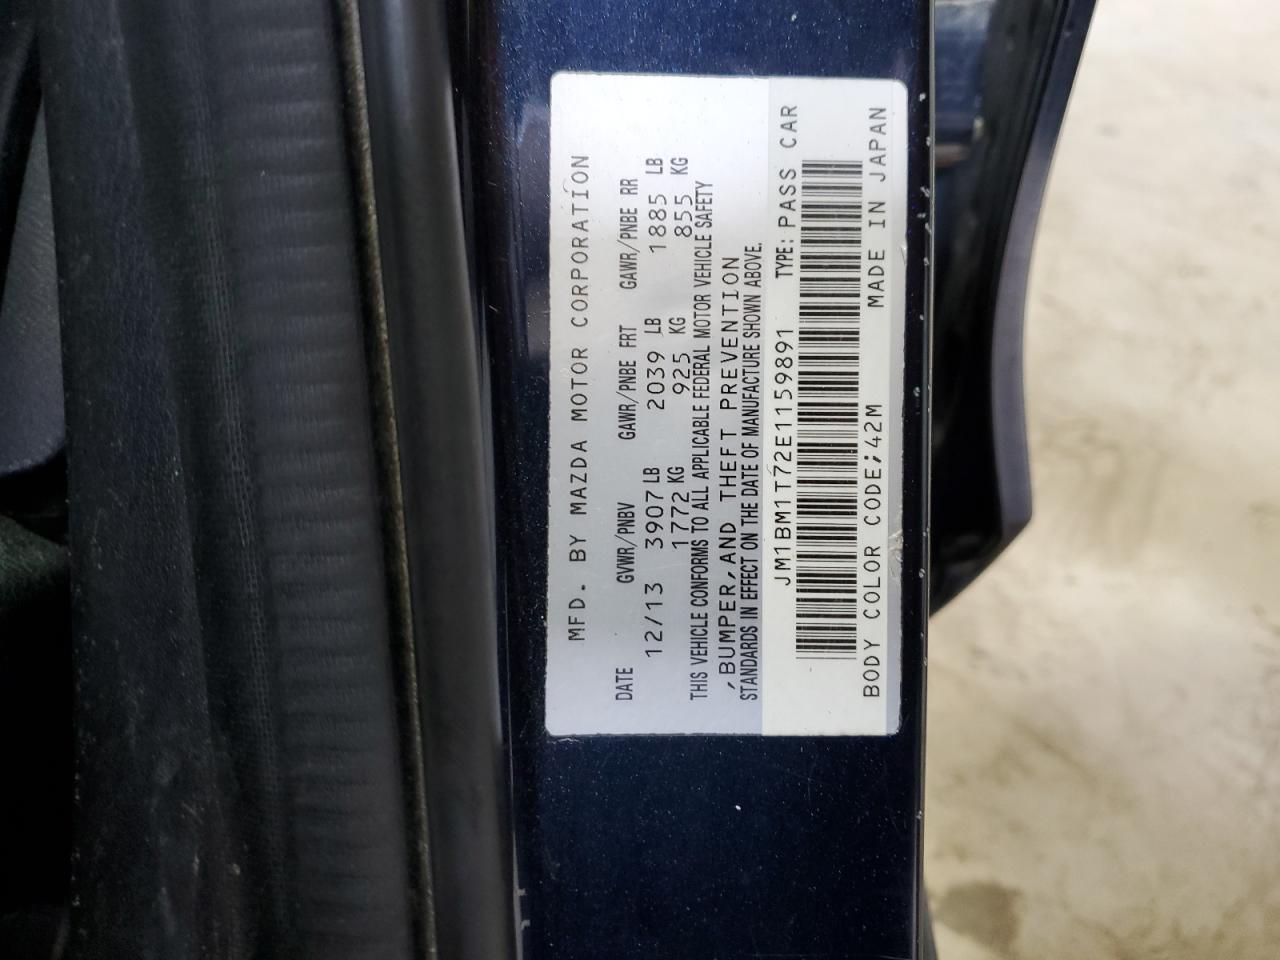 MFD. BY MAZDA MOTOR CORPORATION
DATE GVWR/PNBV GAWR/PNBE FRT GAWR/PNBE RR
12/13 3907 LB 2039 LB 1885 LB
1772 KG 925 KG 855 KG
THIS VEHICLE CONFORMS TO ALL APPLICABLE FEDERAL MOTOR VEHICLE SAFETY
,BUMPER,AND THEFT PREVENTION
STANDARDS IN EFFECT ON THE DATE OF MANUFACTURE SHOWN ABOVE.
JM1BM1T72E1159891 TYPE: PASS CAR
BODY COLOR CODE;42M MADE IN JAPAN